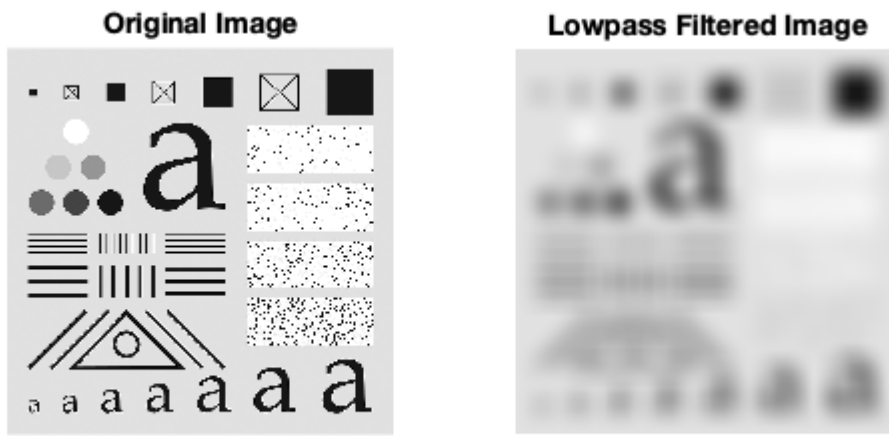 Original Image
Lowpass Filtered Image
a
a a a a a a a
a
a a